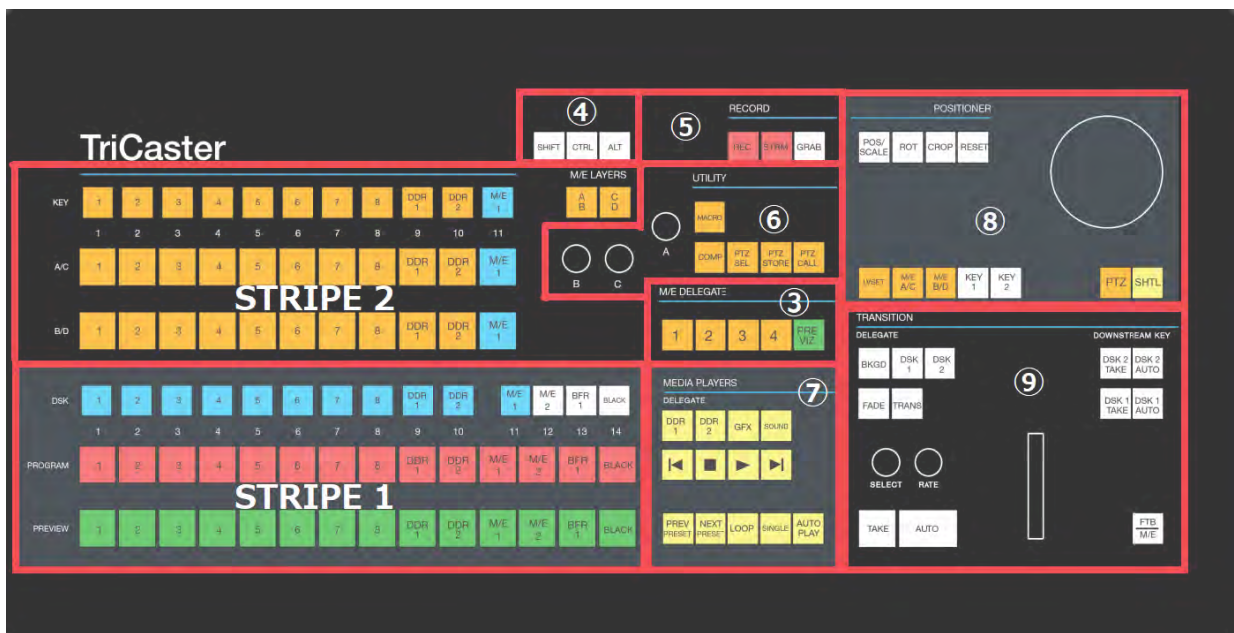 TriCaster
④
SHIFT CTRL ALT
⑤
RECORD
REC STRM GRAB
M/E LAYERS
A B
C D
KEY 1 2 3 4 5 6 7 8 DDR 1 DDR 2 M/E 1
1 2 3 4 5 6 7 8 9 10 11
A/C 1 2 3 4 5 6 7 8 DDR 1 DDR 2 M/E 1
STRIPE 2
B/D 1 2 3 4 5 6 7 8 DDR 1 DDR 2 M/E 1
B C
UTILITY
MACRO
⑥
A
COMP PTZ SEL PTZ STORE PTZ CALL
M/E DELEGATE
③
1 2 3 4 PRE VIZ
POSITIONER
POS/ SCALE ROT CROP RESET
⑧
M/E A/C M/E B/D KEY 1 KEY 2
PTZ SHTL
DSK 1 2 3 4 5 6 7 8 DDR 1 DDR 2 M/E 1 M/E 2 BFR 1 BLACK
1 2 3 4 5 6 7 8 9 10 11 12 13 14
PROGRAM 1 2 3 4 5 6 7 8 DDR 1 DDR 2 M/E 1 M/E 2 BFR 1 BLACK
STRIPE 1
PREVIEW 1 2 3 4 5 6 7 8 DDR 1 DDR 2 M/E 1 M/E 2 BFR 1 BLACK
MEDIA PLAYERS
⑦
DELEGATE
DDR 1 DDR 2 GFX SOUND
PREV PRESET NEXT PRESET LOOP SINGLE AUTO PLAY
TRANSITION
DELEGATE
DOWNSTREAM KEY
BKGD DSK 1 DSK 2
⑨
DSK 2 TAKE DSK 2 AUTO
FADE TRANS
DSK 1 TAKE DSK 1 AUTO
SELECT RATE
TAKE AUTO
FTB M/E